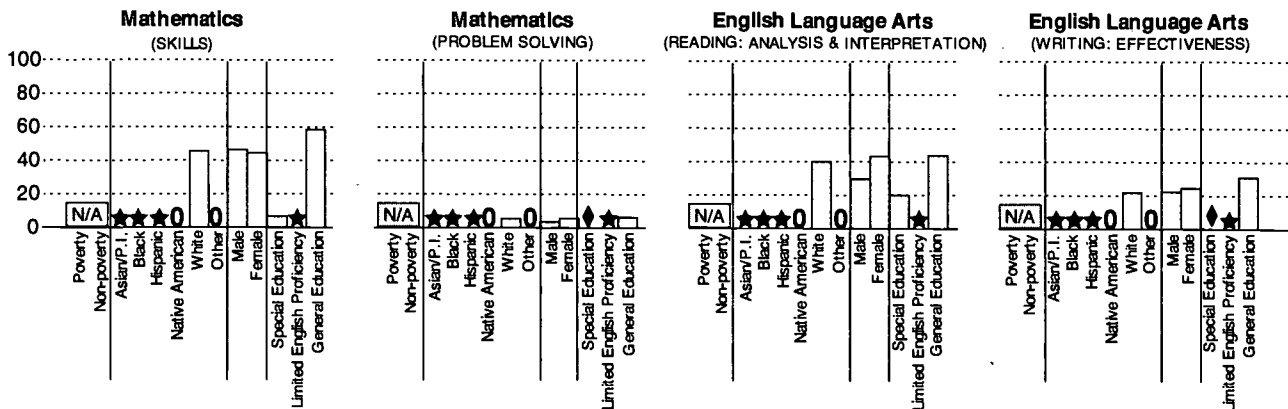 Mathematics
(SKILLS)
100
80
60
40
20
0
N/A
0
0
Poverty
Non-poverty
Asian/P.I.
Black
Hispanic
Native American
White
Other
Male
Female
Special Education
Limited English Proficiency
General Education
Mathematics
(PROBLEM SOLVING)
N/A
0
0
Poverty
Non-poverty
Asian/P.I.
Black
Hispanic
Native American
White
Other
Male
Female
Special Education
Limited English Proficiency
General Education
English Language Arts
(READING: ANALYSIS & INTERPRETATION)
N/A
0
0
Poverty
Non-poverty
Asian/P.I.
Black
Hispanic
Native American
White
Other
Male
Female
Special Education
Limited English Proficiency
General Education
English Language Arts
(WRITING: EFFECTIVENESS)
N/A
0
0
Poverty
Non-poverty
Asian/P.I.
Black
Hispanic
Native American
White
Other
Male
Female
Special Education
Limited English Proficiency
General Education